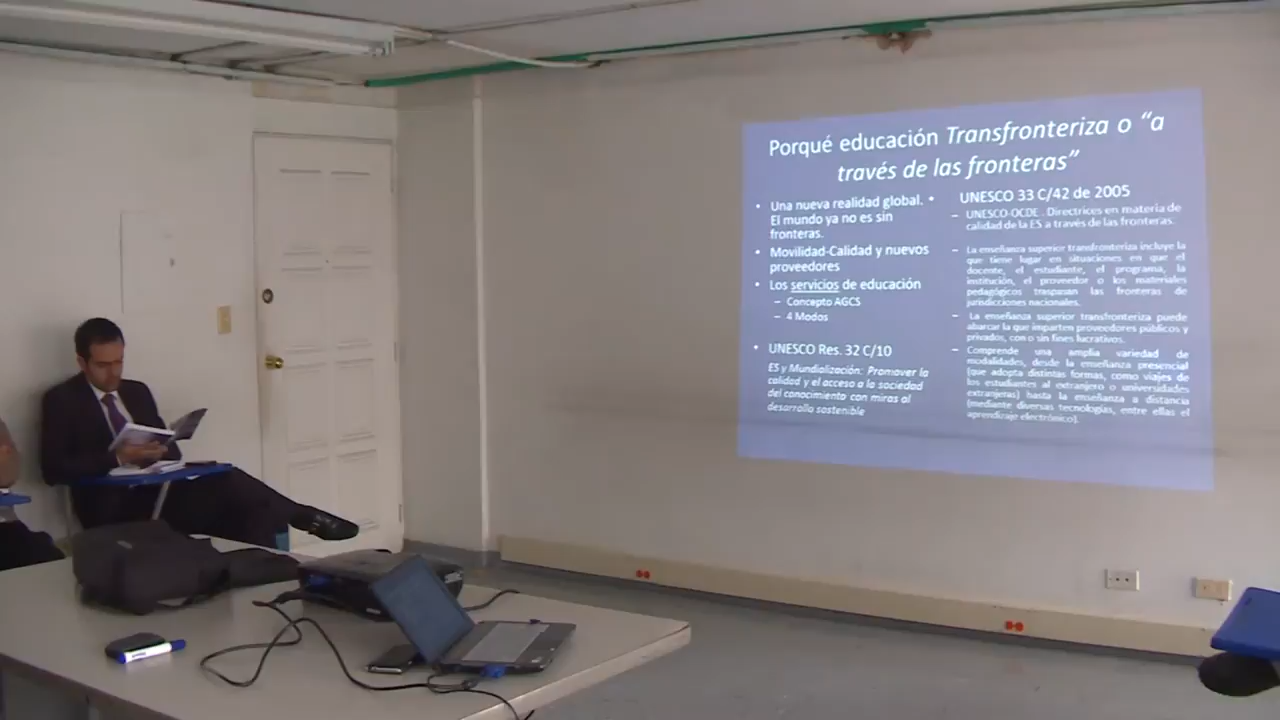 Porqué educación Transfronteriza o “a
través de las fronteras”
• Una nueva realidad global.
El mundo ya no es sin
fronteras.
• Movilidad-Calidad y nuevos
proveedores
• Los servicios de educación
– Concepto AGCS
– 4 Modos
• UNESCO Res. 32 C/10
ES y Mundialización: Promover la
calidad y el acceso a la sociedad
del conocimiento con miras al
desarrollo sostenible
• UNESCO 33 C/42 de 2005
– UNESCO-OCDE . Directrices en materia de
calidad de la ES a través de las fronteras.
– La enseñanza superior transfronteriza incluye la
que tiene lugar en situaciones en que el
docente, el estudiante, el programa, la
institución, el proveedor o los materiales
pedagógicos traspasan las fronteras de
jurisdicciones nacionales.
– La enseñanza superior transfronteriza puede
abarcar la que imparten proveedores públicos y
privados, con o sin fines lucrativos.
– Comprende una amplia variedad de
modalidades, desde la enseñanza presencial
(que adopta distintas formas, como viajes de
los estudiantes al extranjero o universidades
extranjeras) hasta la enseñanza a distancia
(mediante diversas tecnologías, entre ellas el
aprendizaje electrónico).